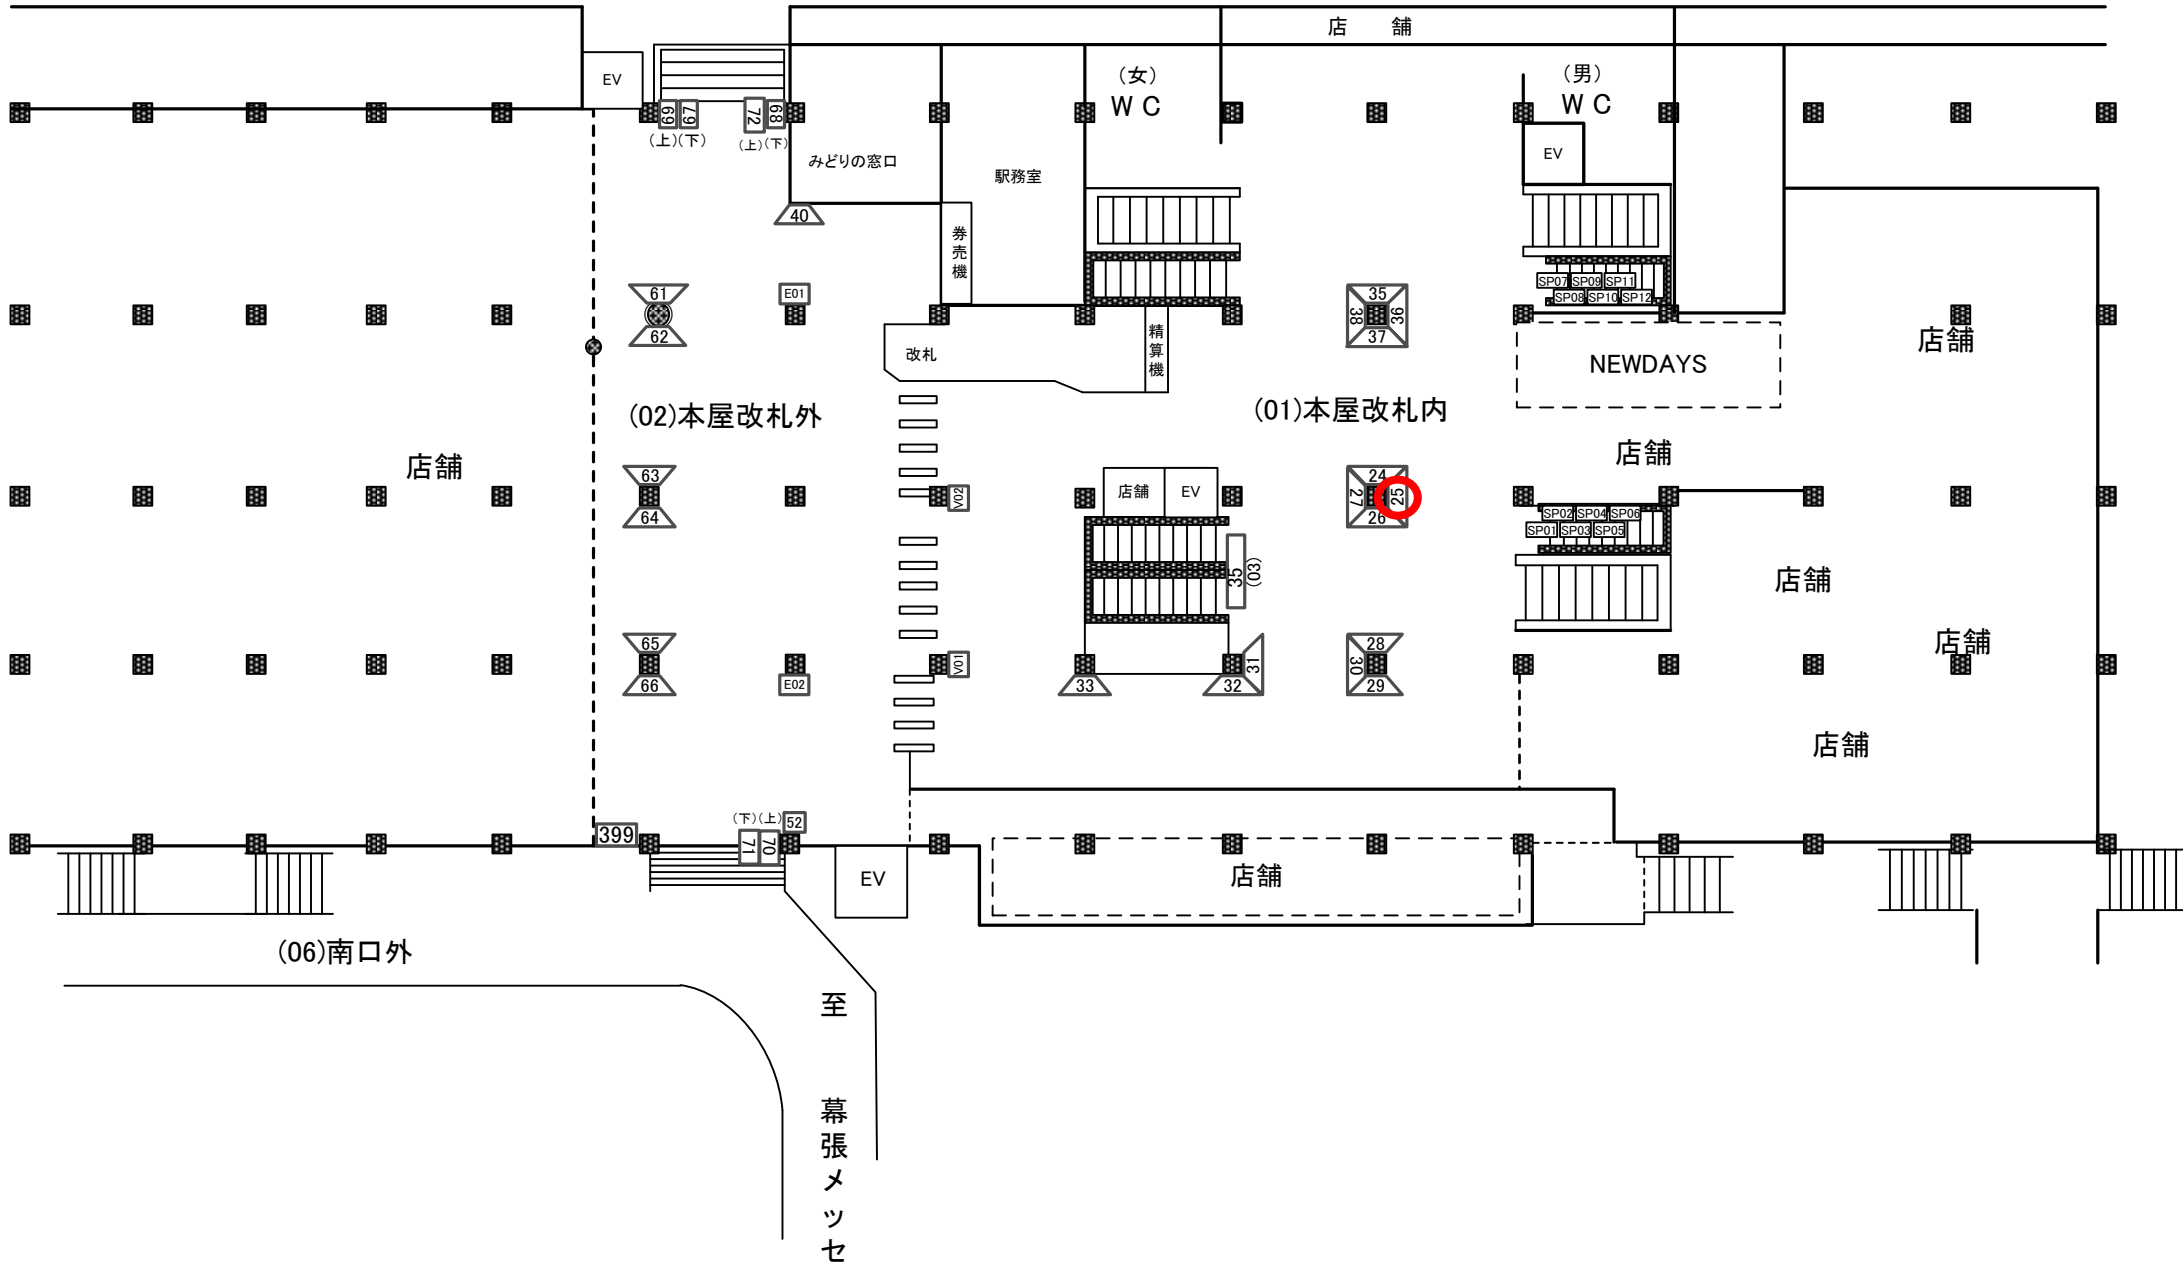 店　舗
EV
(女)
WC
(男)
WC
69
79
72
68
(上)(下)
(上)(下)
みどりの窓口
駅務室
EV
40
券売機
SP07 SP09 SP11
SP08 SP10 SP12
61
62
E01
35
36
37
38
店舗
改札
精算機
NEWDAYS
(02)本屋改札外
(01)本屋改札内
店舗
店舗
63
64
V02
店舗
EV
24
25
26
27
SP02 SP04 SP06
SP01 SP03 SP05
35
(03)
店舗
65
66
E02
V01
33
32
31
28
30
29
店舗
店舗
399
(下)(上)
52
71
70
EV
店舗
(06)南口外
至　幕張メッセ